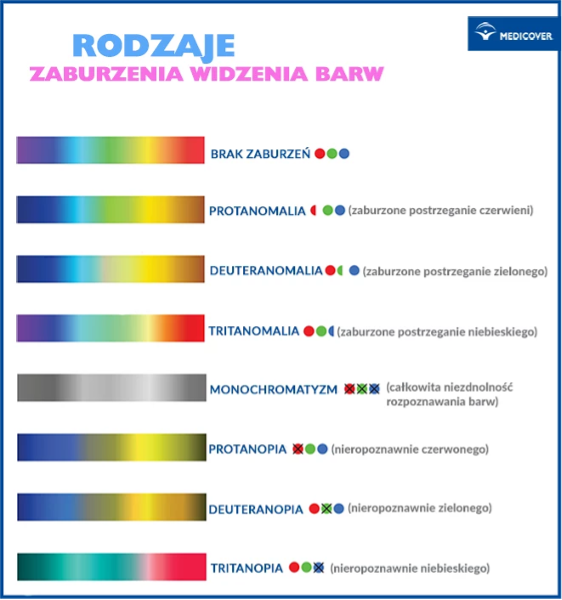 MEDICOVER
RODZAJE
ZABURZENIA WIDZENIA BARW
BRAK ZABURZEŃ
PROTANOMALIA (zaburzone postrzeganie czerwieni)
DEUTERANOMALIA (zaburzone postrzeganie zielonego)
TRITANOMALIA (zaburzone postrzeganie niebieskiego)
MONOCHROMATYZM (całkowita niezdolność
rozpoznawania barw)
PROTANOPIA (nieropoznawnie czerwonego)
DEUTERANOPIA (nieropoznawnie zielonego)
TRITANOPIA (nieropoznawnie niebieskiego)